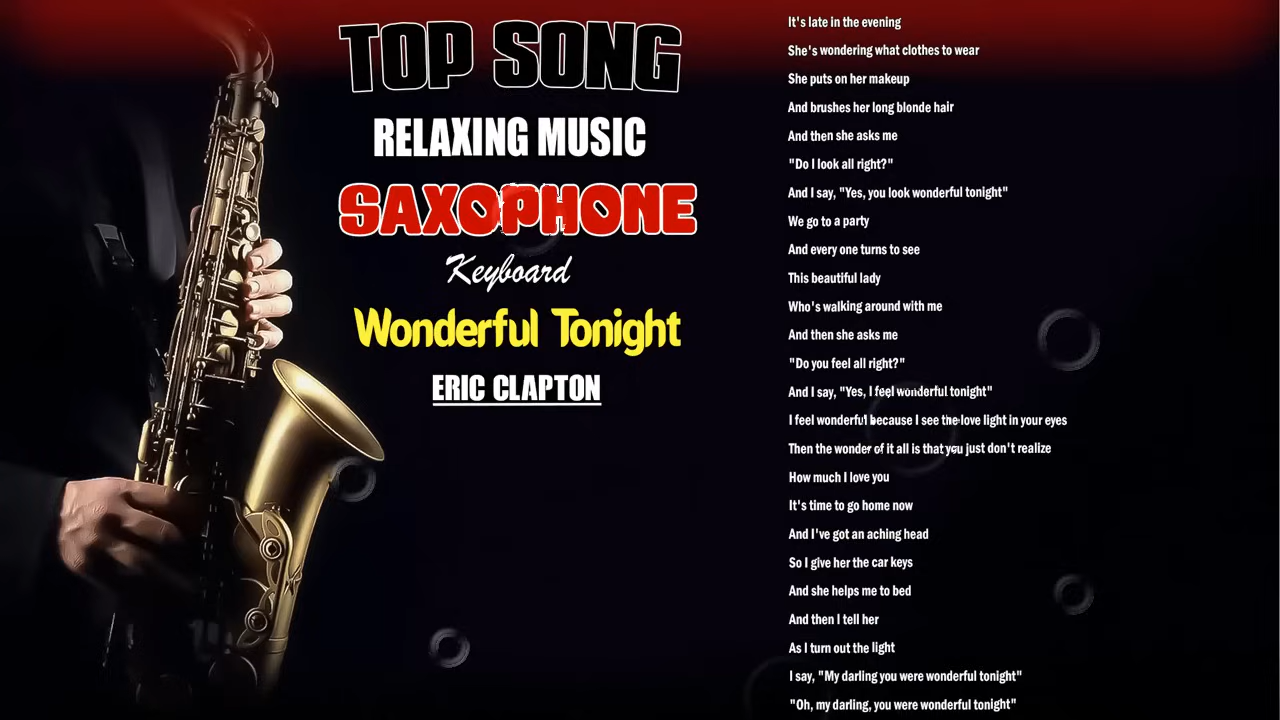 TOP SONG
RELAXING MUSIC
SAXOPHONE
Keyboard
Wonderful Tonight
ERIC CLAPTON
It's late in the evening
She's wondering what clothes to wear
She puts on her makeup
And brushes her long blonde hair
And then she asks me
"Do I look all right?"
And I say, "Yes, you look wonderful tonight"
We go to a party
And every one turns to see
This beautiful lady
Who's walking around with me
And then she asks me
"Do you feel all right?"
And I say, "Yes, I feel wonderful tonight"
I feel wonderful because I see the love light in your eyes
Then the wonder of it all is that you just don't realize
How much I love you
It's time to go home now
And I've got an aching head
So I give her the car keys
And she helps me to bed
And then I tell her
As I turn out the light
I say, "My darling you were wonderful tonight"
"Oh, my darling, you were wonderful tonight"